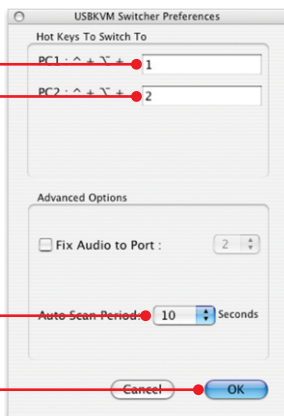 USBKVM Switcher Preferences
Hot Keys To Switch To
PC1 : ^ + ⌥ + 1
PC2 : ^ + ⌥ + 2
Advanced Options
Fix Audio to Port : 2
Auto Scan Period: 10 Seconds
Cancel OK